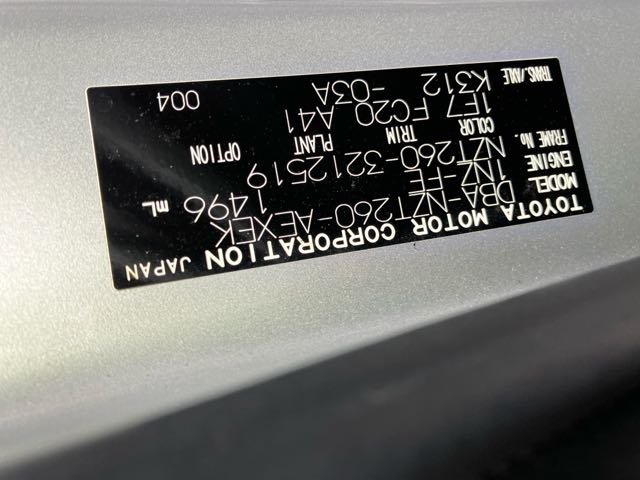 TOYOTA MOTOR CORPORATION JAPAN
MODEL DBA-NZT260-AEXEK
ENGINE 1NZ-FE 1496 mL
FRAME No. NZT260-3212519
COLOR TRIM PLANT OPTION
1E7 FC20 A41
TRANS./AXLE K312 -03A 004